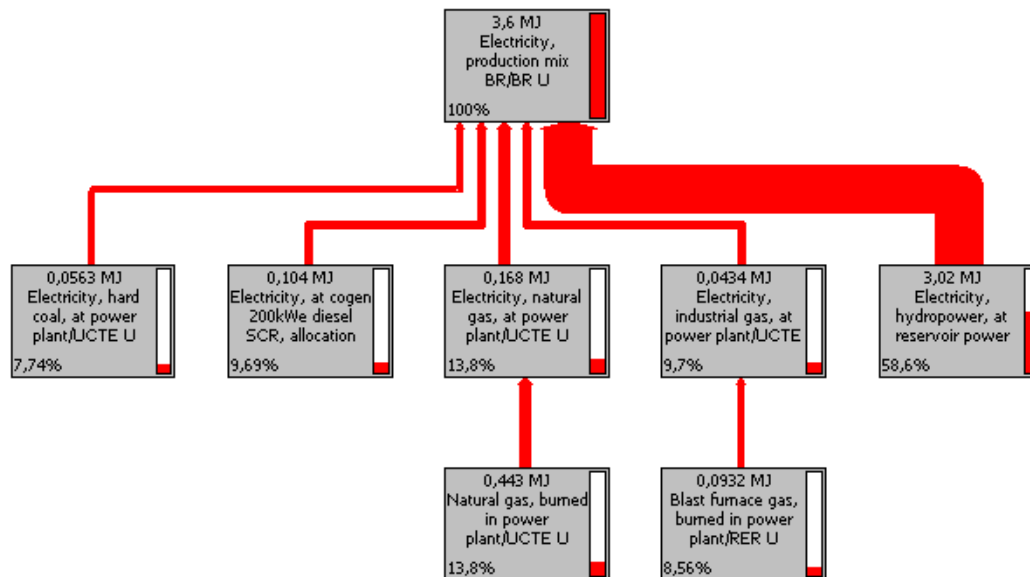 3,6 MJ
Electricity,
production mix
BR/BR U
100%
0,0563 MJ
Electricity, hard
coal, at power
plant/UCTE U
7,74%
0,104 MJ
Electricity, at cogen
200kWe diesel
SCR, allocation
9,69%
0,168 MJ
Electricity, natural
gas, at power
plant/UCTE U
13,8%
0,0434 MJ
Electricity,
industrial gas, at
power plant/UCTE
9,7%
3,02 MJ
Electricity,
hydropower, at
reservoir power
58,6%
0,443 MJ
Natural gas, burned
in power
plant/UCTE U
13,8%
0,0932 MJ
Blast furnace gas,
burned in power
plant/RER U
8,56%